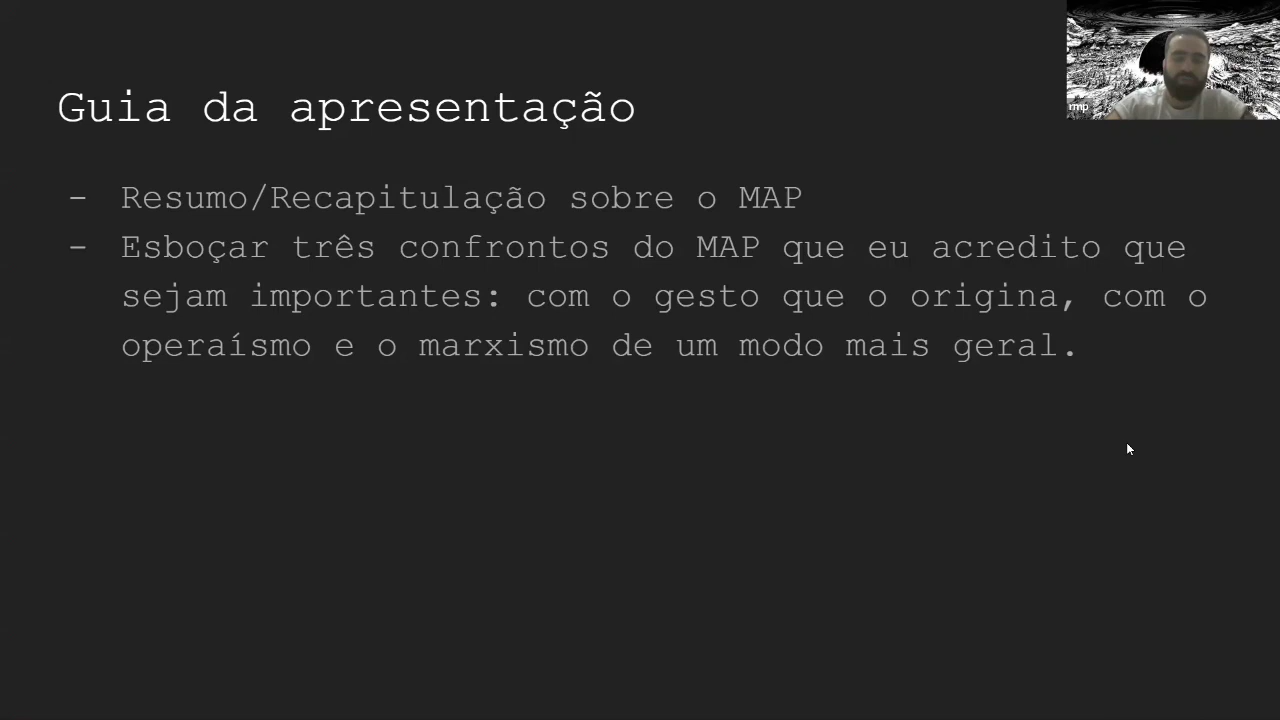 Guia da apresentação
rmp
- Resumo/Recapitulação sobre o MAP
- Esboçar três confrontos do MAP que eu acredito que
sejam importantes: com o gesto que o origina, com o
operaísmo e o marxismo de um modo mais geral.